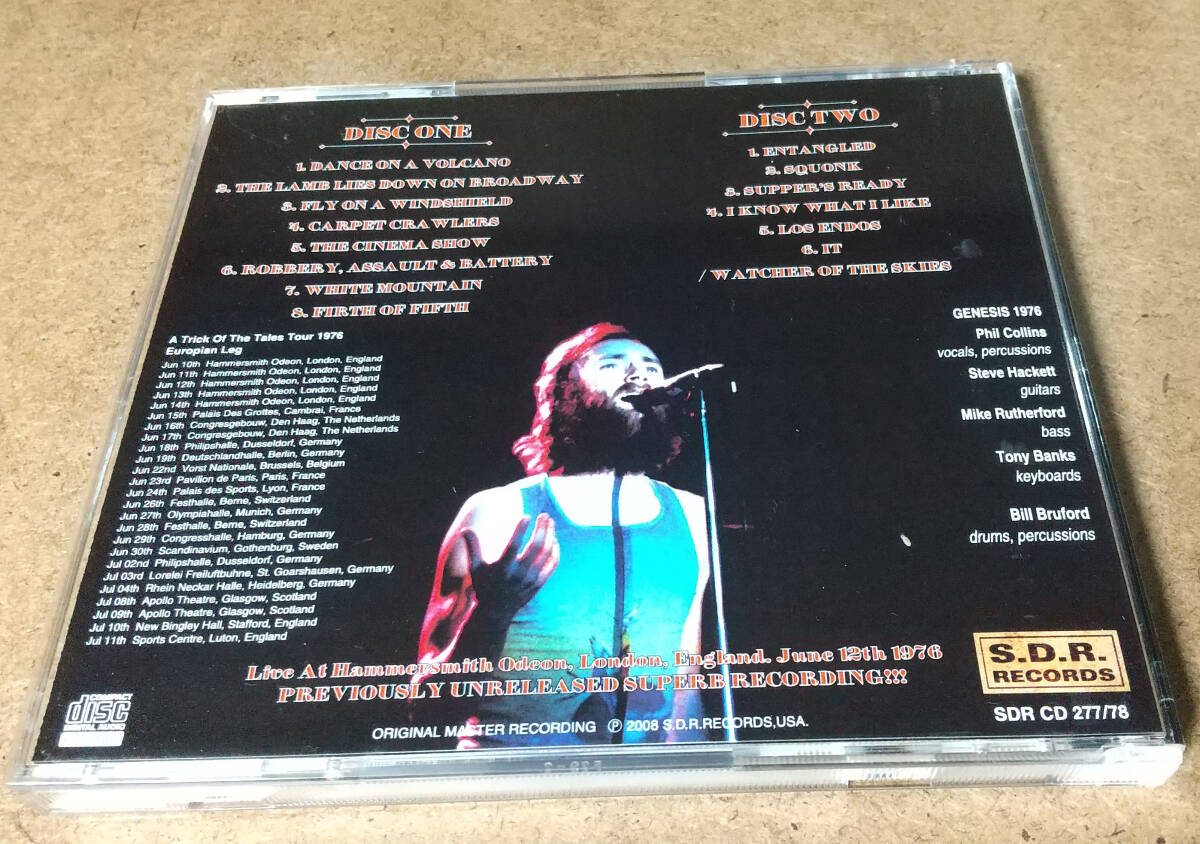 DISC ONE
1. DANCE ON A VOLCANO
2. THE LAMB LIES DOWN ON BROADWAY
3. FLY ON A WINDSHIELD
4. CARPET CRAWLERS
5. THE CINEMA SHOW
6. ROBBERY, ASSAULT & BATTERY
7. WHITE MOUNTAIN
8. FIRTH OF FIFTH
DISC TWO
1. ENTANGLED
2. SQUONK
3. SUPPER'S READY
4. I KNOW WHAT I LIKE
5. LOS ENDOS
6. IT
/ WATCHER OF THE SKIES
A Trick Of The Tales Tour 1976
Europian Leg
Jun 10th Hammersmith Odeon, London, England
Jun 11th Hammersmith Odeon, London, England
Jun 12th Hammersmith Odeon, London, England
Jun 13th Hammersmith Odeon, London, England
Jun 14th Hammersmith Odeon, London, England
Jun 15th Palais Des Grottes, Cambrai, France
Jun 16th Congresgebouw, Den Haag, The Netherlands
Jun 17th Congresgebouw, Den Haag, The Netherlands
Jun 18th Philipshalle, Dusseldorf, Germany
Jun 19th Deutschlandhalle, Berlin, Germany
Jun 22nd Vorst Nationale, Brussels, Belgium
Jun 23rd Pavillon de Paris, Paris, France
Jun 24th Palais des Sports, Lyon, France
Jun 26th Festhalle, Berne, Switzerland
Jun 27th Olympiahalle, Munich, Germany
Jun 28th Festhalle, Berne, Switzerland
Jun 29th Congresshalle, Hamburg, Germany
Jun 30th Scandinavium, Gothenburg, Sweden
Jul 02nd Philipshalle, Dusseldorf, Germany
Jul 03rd Lorelei Freiluftbuhne, St. Goarshausen, Germany
Jul 04th Rhein Neckar Halle, Heidelberg, Germany
Jul 08th Apollo Theatre, Glasgow, Scotland
Jul 09th Apollo Theatre, Glasgow, Scotland
Jul 10th New Bingley Hall, Stafford, England
Jul 11th Sports Centre, Luton, England
GENESIS 1976
Phil Collins
vocals, percussions
Steve Hackett
guitars
Mike Rutherford
bass
Tony Banks
keyboards
Bill Bruford
drums, percussions
Live At Hammersmith Odeon, London, England. June 12th 1976
PREVIOUSLY UNRELEASED SUPERB RECORDING!!!
COMPACT
disc
DIGITAL AUDIO
ORIGINAL MASTER RECORDING ℗ 2008 S.D.R.RECORDS,USA.
S.D.R.
RECORDS
SDR CD 277/78